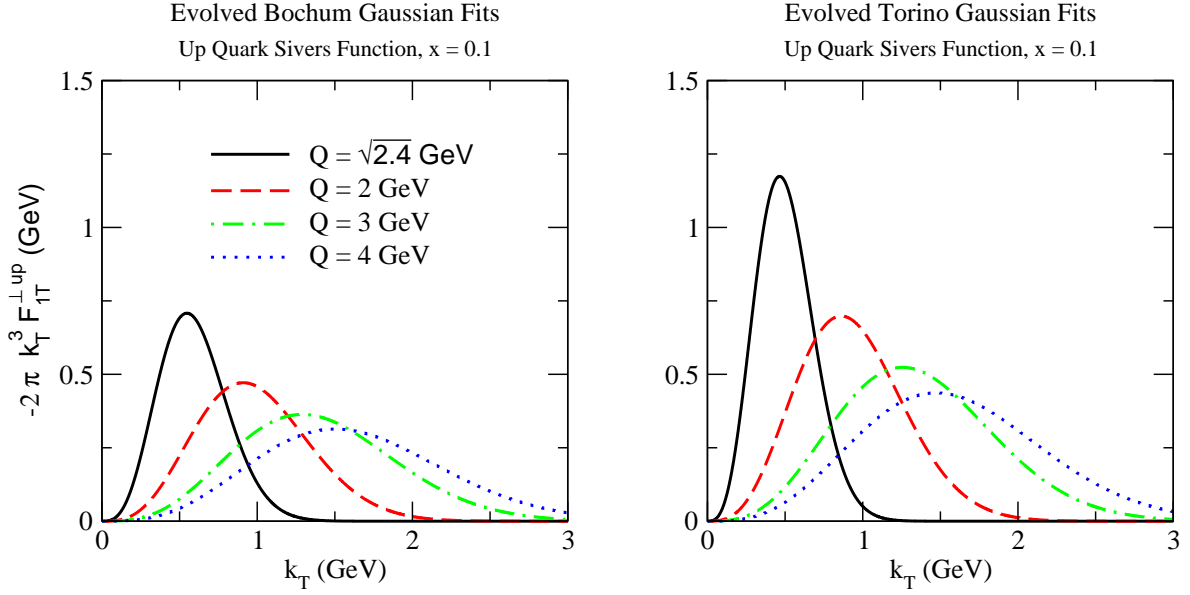 Evolved Bochum Gaussian Fits
Up Quark Sivers Function, x = 0.1
1.5
1
0.5
0
-2 π k_T^3 F_{1T}^{⊥ up} (GeV)
Q = √2.4 GeV
Q = 2 GeV
Q = 3 GeV
Q = 4 GeV
0 1 2 3
k_T (GeV)
Evolved Torino Gaussian Fits
Up Quark Sivers Function, x = 0.1
1.5
1
0.5
0
0 1 2 3
k_T (GeV)